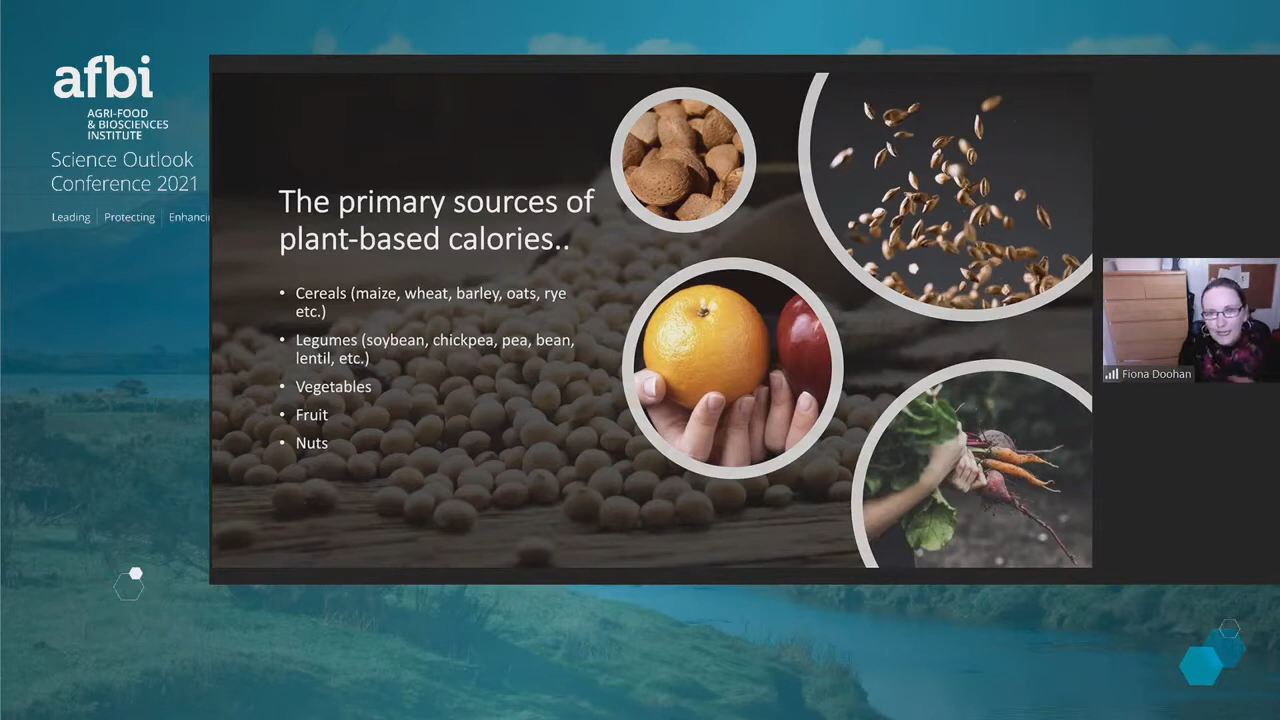 afbi
AGRI-FOOD
& BIOSCIENCES
INSTITUTE
Science Outlook
Conference 2021
Leading | Protecting |
The primary sources of
plant-based calories..
• Cereals (maize, wheat, barley, oats, rye
etc.)
• Legumes (soybean, chickpea, pea, bean,
lentil, etc.)
• Vegetables
• Fruit
• Nuts
Fiona Doohan